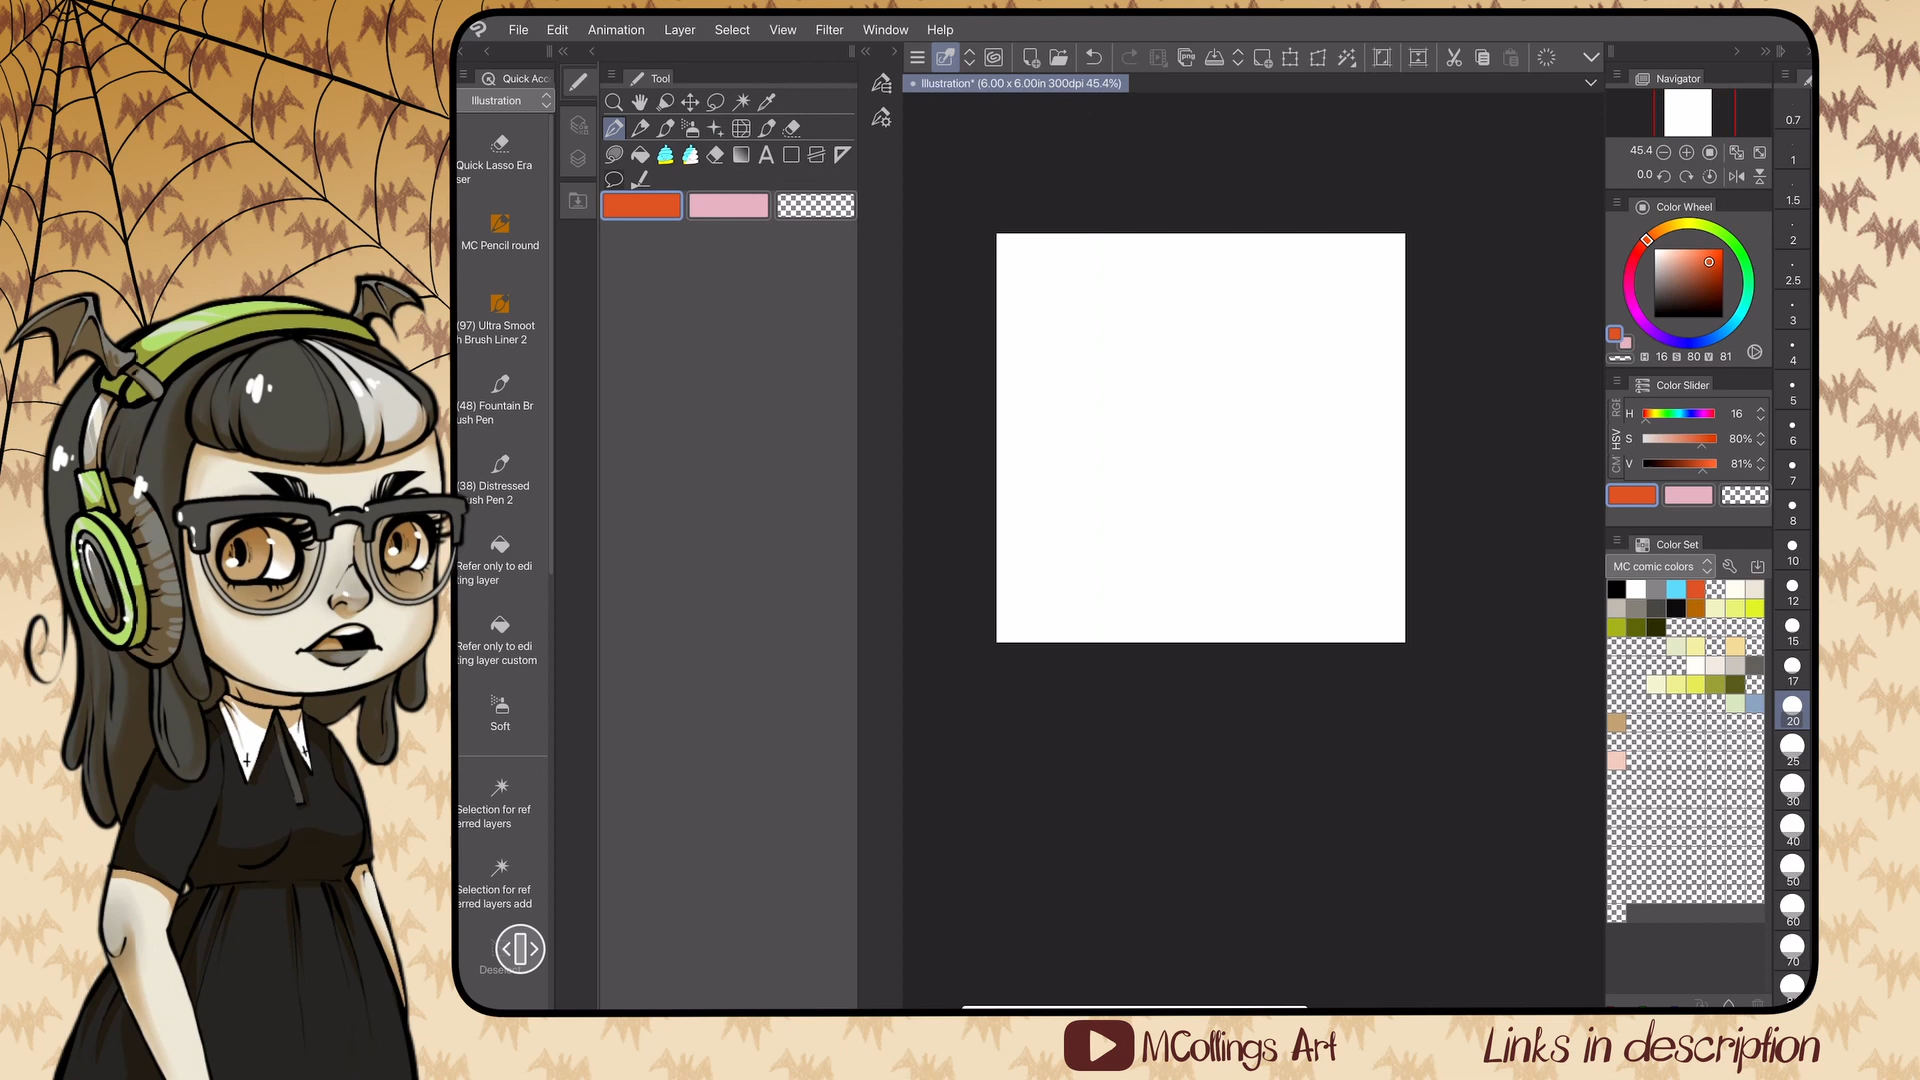 File Edit Animation Layer Select View Filter Window Help
Quick Acc
Illustration
Quick Lasso Era
ser
MC Pencil round
(97) Ultra Smoot
h Brush Liner 2
(48) Fountain Br
ush Pen
(38) Distressed
ush Pen 2
Refer only to edi
ting layer
Refer only to edi
ting layer custom
Soft
Selection for ref
erred layers
Selection for ref
erred layers add
Tool
Illustration* (6.00 x 6.00in 300dpi 45.4%)
Navigator
45.4
0.0
Color Wheel
H 16 S 80 V 81
Color Slider
HSV
H 16
S 80%
V 81%
Color Set
MC comic colors
0.7
1
1.5
2
2.5
3
4
5
6
7
8
10
12
15
17
20
25
30
40
50
60
70
MCollings Art
Links in description